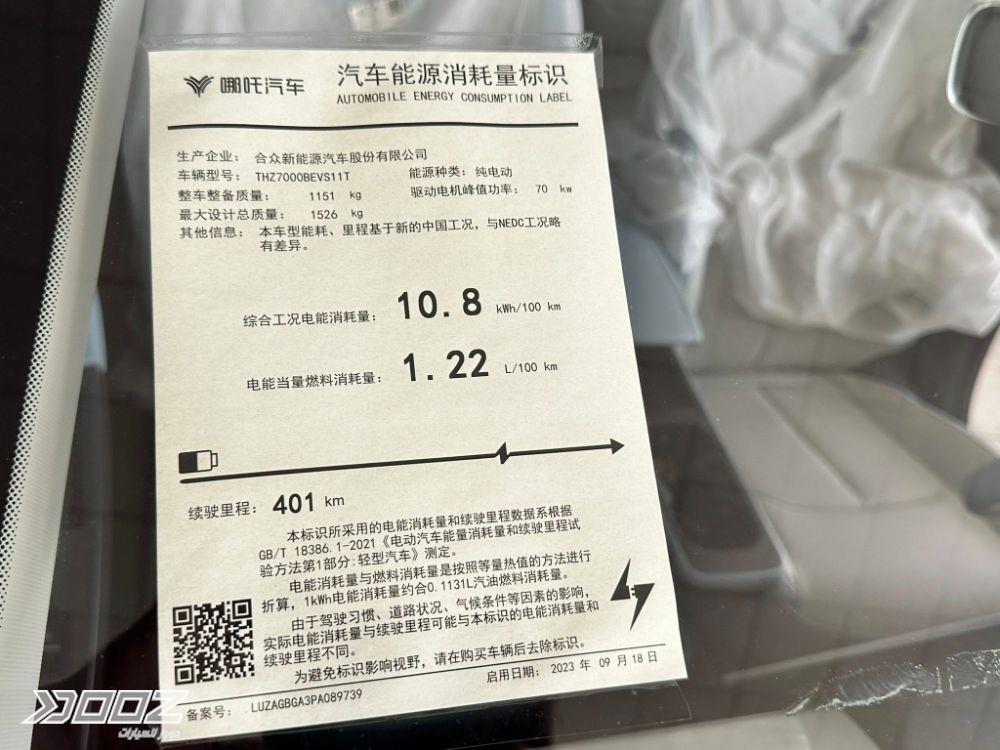 哪吒汽车
汽车能源消耗量标识
AUTOMOBILE ENERGY CONSUMPTION LABEL
生产企业: 合众新能源汽车股份有限公司
车辆型号: THZ7000BEVS11T 能源种类: 纯电动
整车整备质量: 1151 kg 驱动电机峰值功率: 70 kw
最大设计总质量: 1526 kg
其他信息: 本车型能耗、里程基于新的中国工况, 与NEDC工况略
有差异。
综合工况电能消耗量: 10.8 kWh/100 km
电能当量燃料消耗量: 1.22 L/100 km
续驶里程: 401 km
本标识所采用的电能消耗量和续驶里程数据系根据
GB/T 18386.1-2021《电动汽车能量消耗量和续驶里程试
验方法第1部分:轻型汽车》测定。
电能消耗量与燃料消耗量是按照等量热值的方法进行
折算, 1kWh电能消耗量约合0.1131L汽油燃料消耗量。
由于驾驶习惯、道路状况、气候条件等因素的影响,
实际电能消耗量与续驶里程可能与本标识的电能消耗量和
续驶里程不同。
为避免标识影响视野, 请在购买车辆后去除标识。
备案号: LUZAGBGA3PA089739 启用日期: 2023 年 09 月 18 日
DOOZ
دووز للسيارات